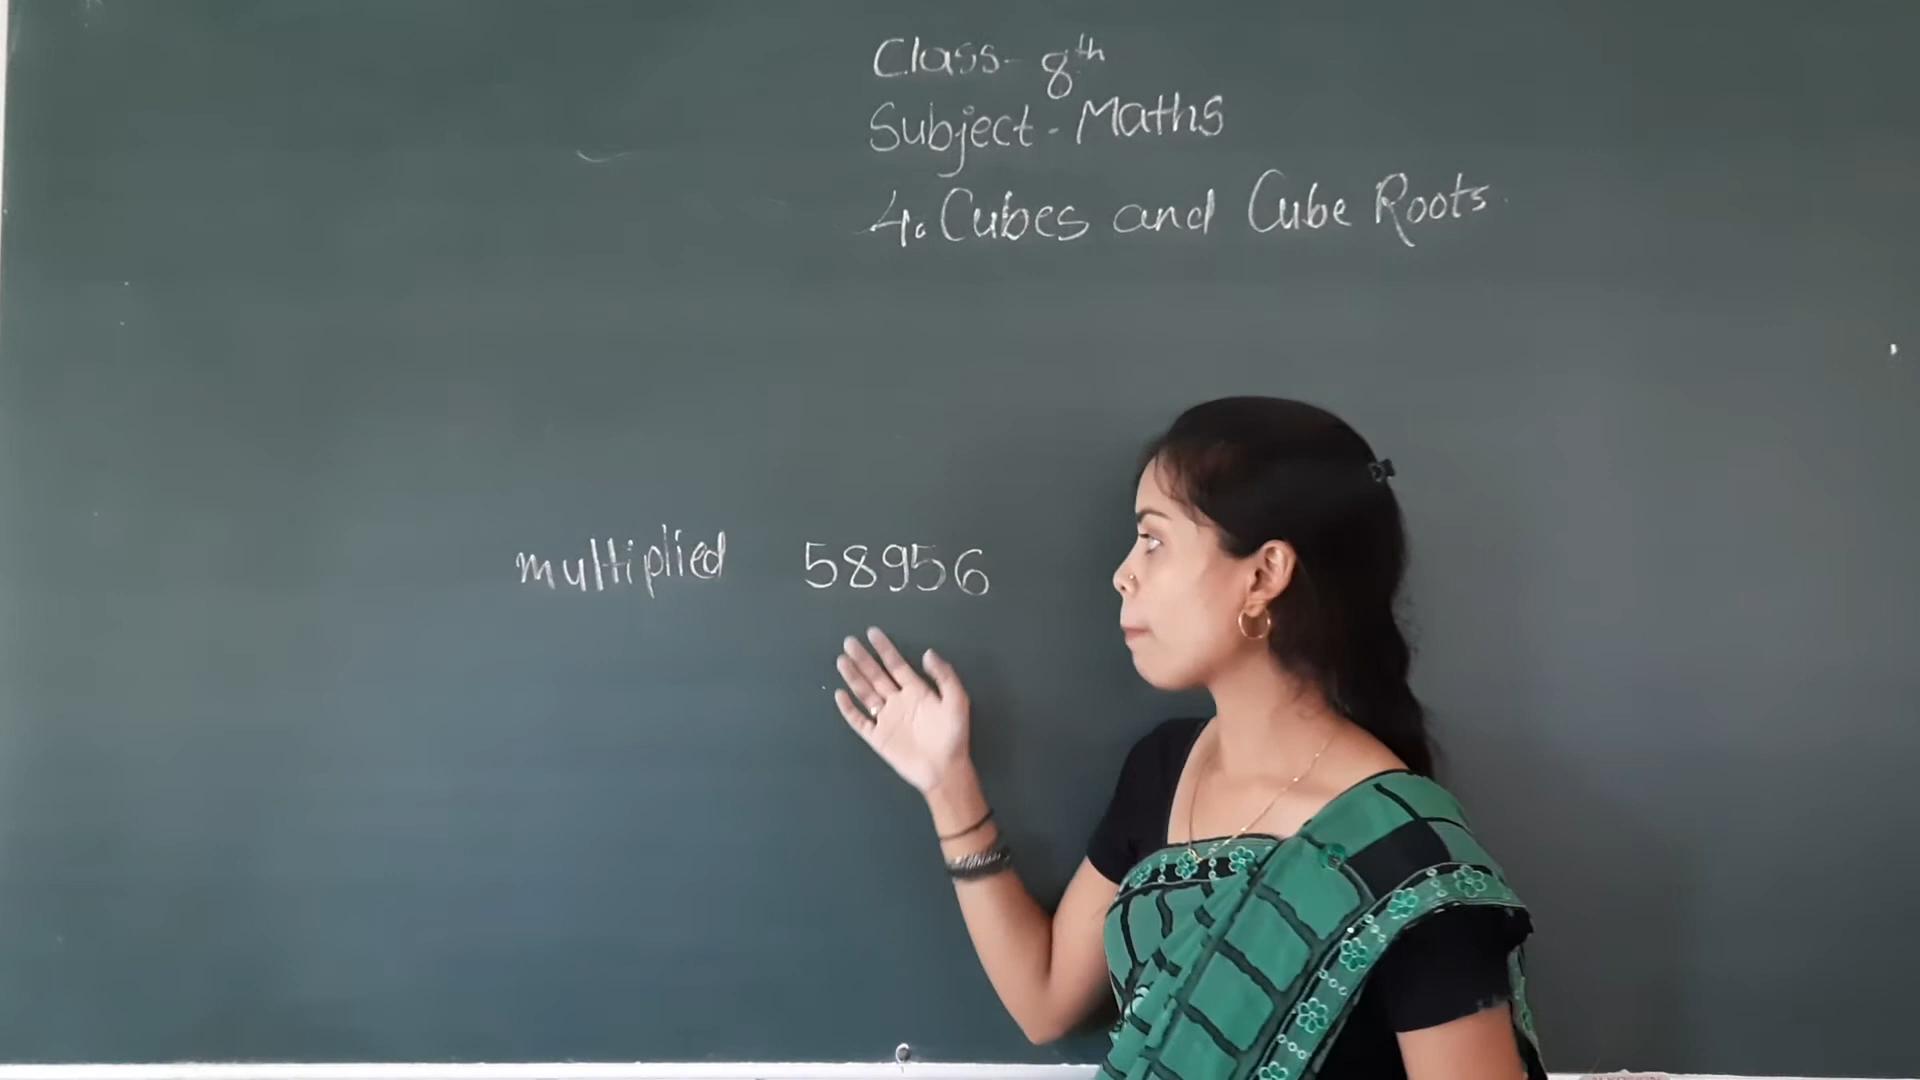 Class- 8th
Subject - Maths
4. Cubes and Cube Roots.
multiplied 58956